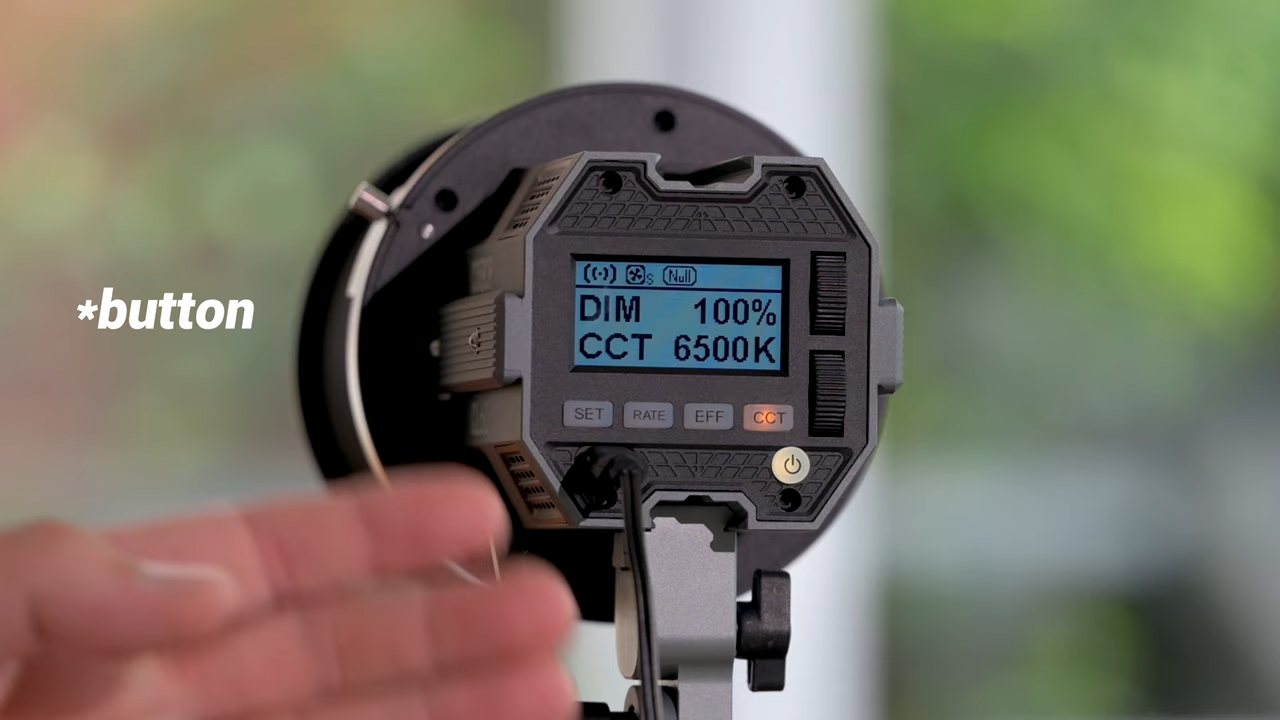 *button
S Null
DIM 100%
CCT 6500K
SET RATE EFF CCT